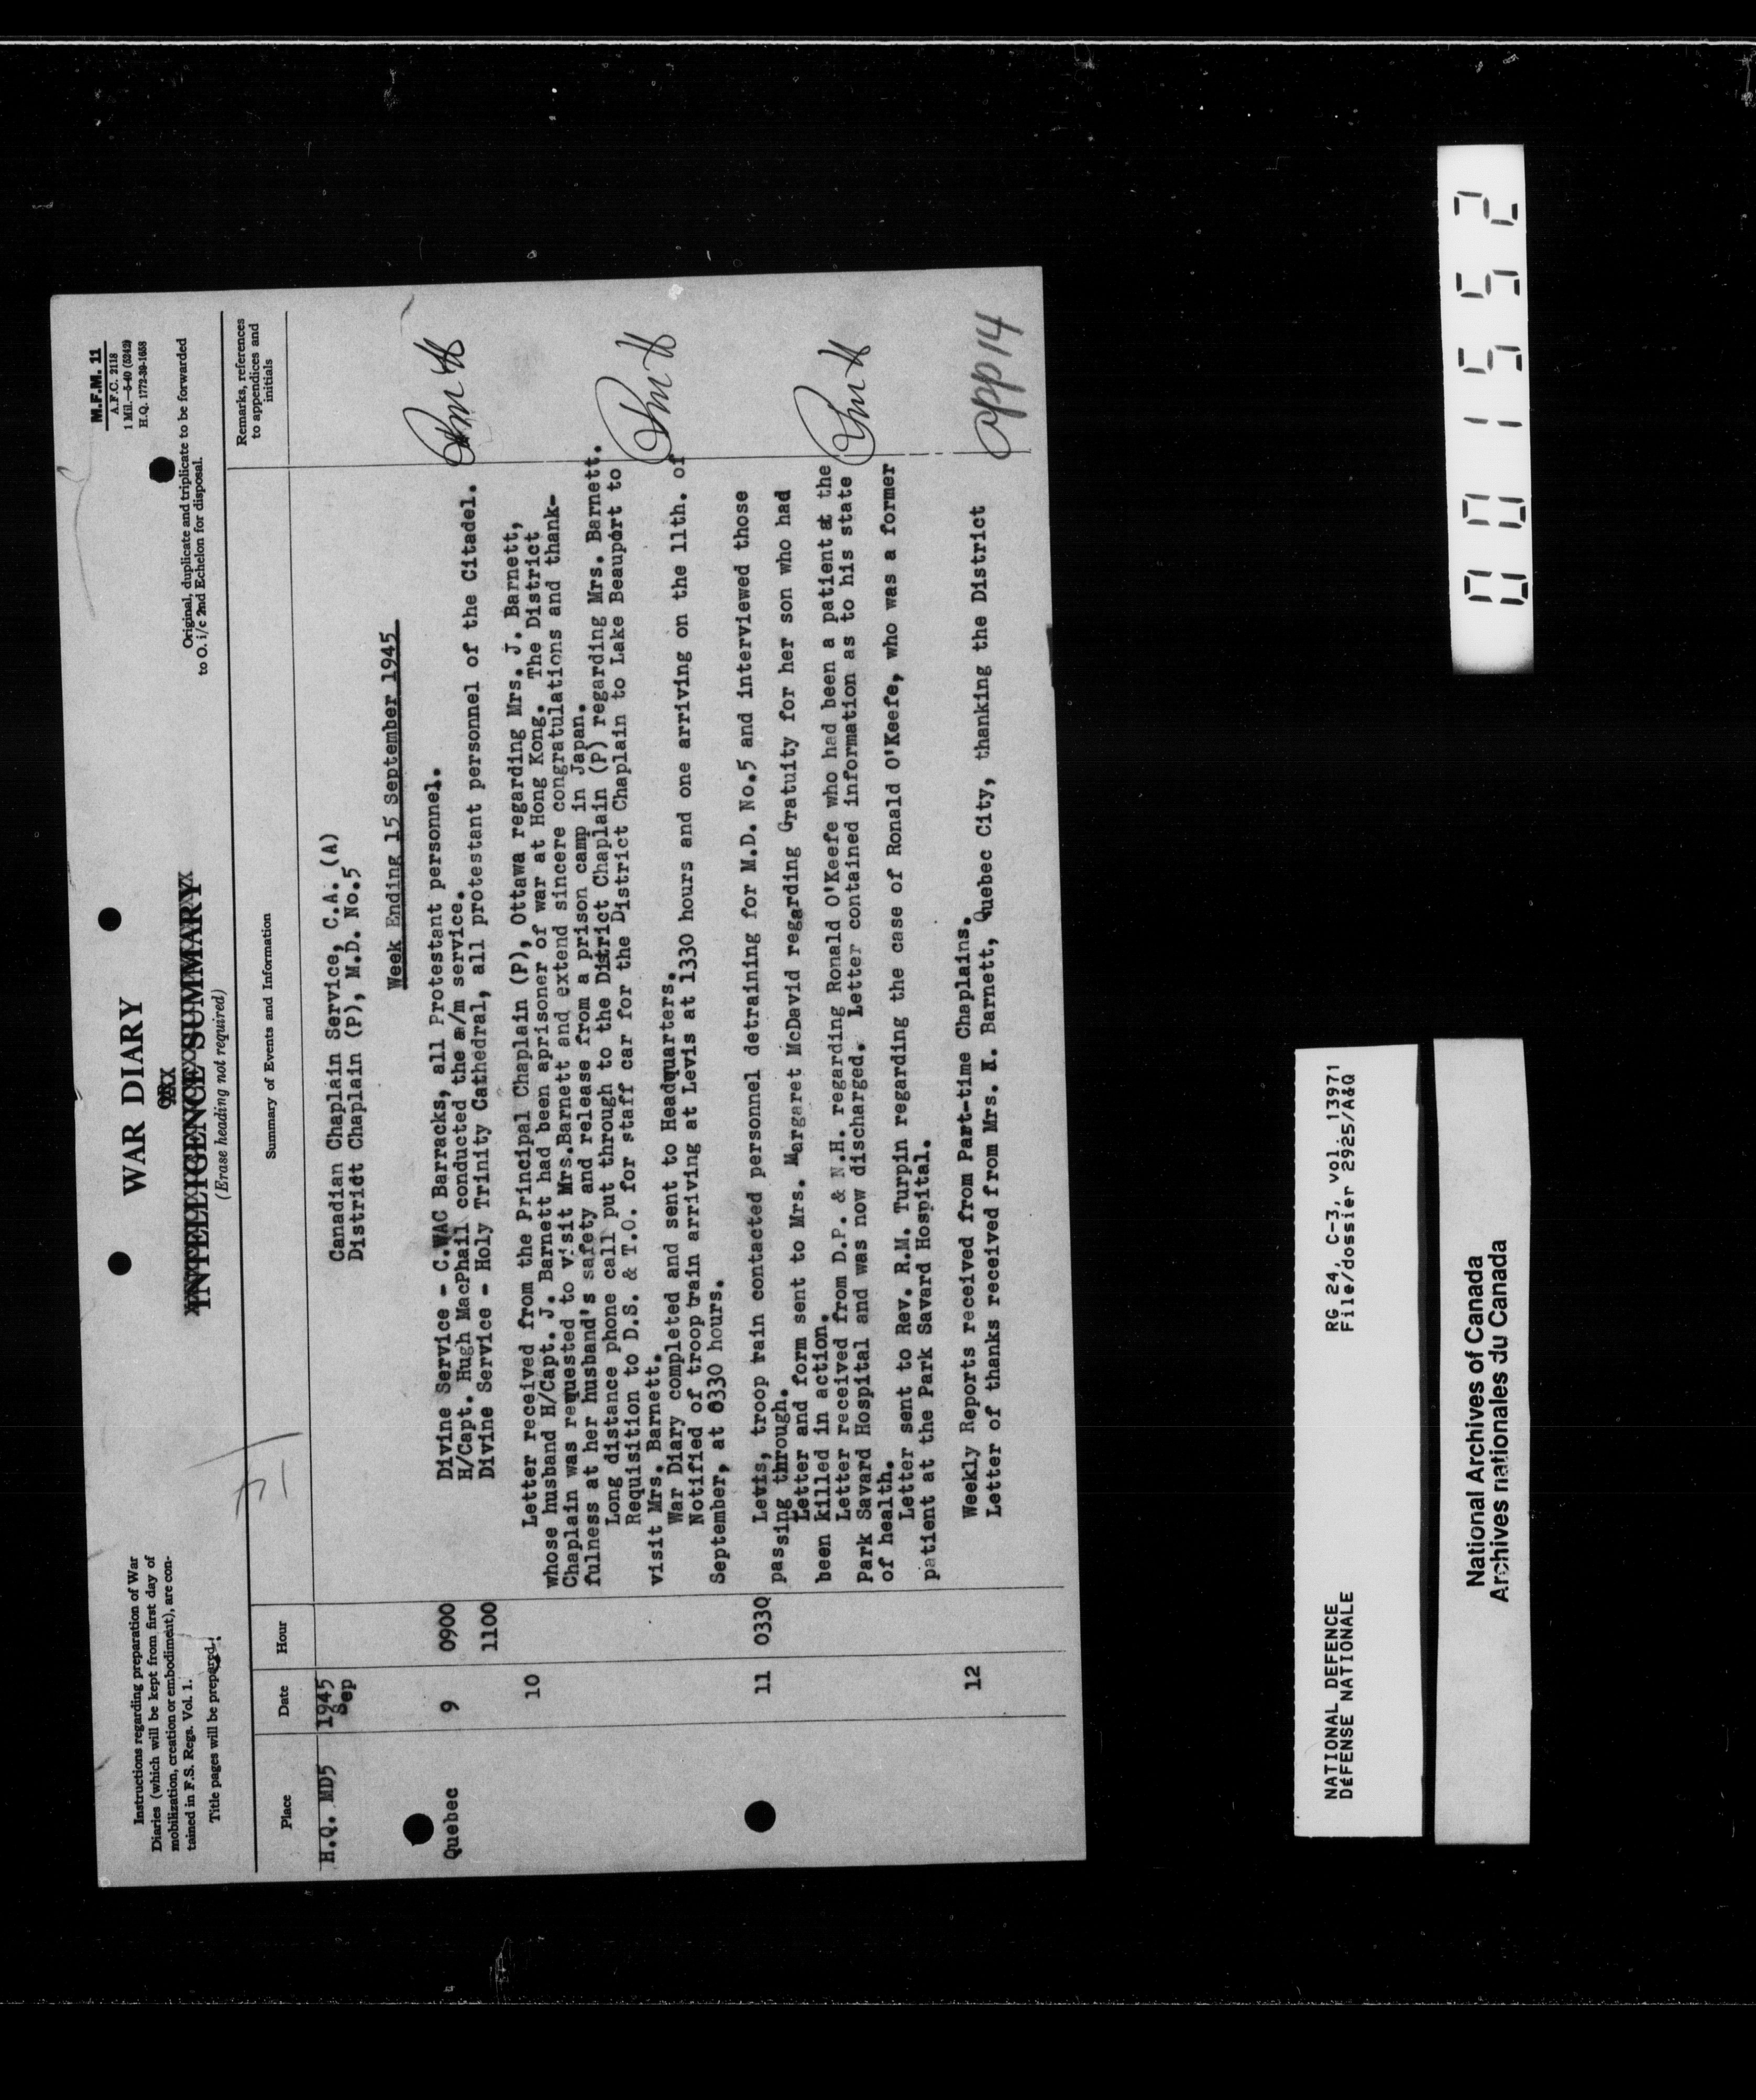 Instructions regarding preparation of War
Diaries (which will be kept from first day of
mobilization, creation or embodiment), are con-
tained in F.S. Regs. Vol. 1.
Title pages will be prepared.
WAR DIARY
INTELLIGENCE SUMMARY
(Erase heading not required)
M.F.M. 11
A.F.C. 2118
1 Mil.—5-40 (5242)
H.Q. 1772-39-1658
Original, duplicate and triplicate to be forwarded
to O. i/c 2nd Echelon for disposal.
Place Date Hour Summary of Events and Information Remarks, references
to appendices and
initials
H.Q. MD5 1945
Sep
Canadian Chaplain Service, C.A. (A)
District Chaplain (P), M.D. No.5
Week Ending 15 September 1945
Quebec 9 0900 Divine Service - C.WAC Barracks, all Protestant personnel.
H/Capt. Hugh MacPhail conducted the a/m service.
1100 Divine Service - Holy Trinity Cathedral, all protestant personnel of the Citadel.
10 Letter received from the Principal Chaplain (P), Ottawa regarding Mrs. J. Barnett,
whose husband H/Capt. J. Barnett had been aprisoner of war at Hong Kong. The District
Chaplain was requested to visit Mrs.Barnett and extend sincere congratulations and thank-
fulness at her husband's safety and release from a prison camp in Japan.
Long distance phone call put through to the District Chaplain (P) regarding Mrs. Barnett.
Requisition to D.S. & T.O. for staff car for the District Chaplain to Lake Beauport to
visit Mrs. Barnett.
War Diary completed and sent to Headquarters.
Notified of troop train arriving at Levis at 1330 hours and one arriving on the 11th. of
September, at 0330 hours.
11 0330 Levis, troop train contacted personnel detraining for M.D. No.5 and interviewed those
passing through.
Letter and form sent to Mrs. Margaret McDavid regarding Gratuity for her son who had
been killed in action.
Letter received from D.P. & N.H. regarding Ronald O'Keefe who had been a patient at the
Park Savard Hospital and was now discharged. Letter contained information as to his state
of health.
Letter sent to Rev. R.M. Turpin regarding the case of Ronald O'Keefe, who was a former
patient at the Park Savard Hospital.
12 Weekly Reports received from Part-time Chaplains.
Letter of thanks received from Mrs. K. Barnett, Quebec City, thanking the District
app 14
NATIONAL DEFENCE
DÉFENSE NATIONALE
RG 24, C-3, vol. 13971
File/dossier 2925/A&Q
National Archives of Canada
Archives nationales du Canada
001552